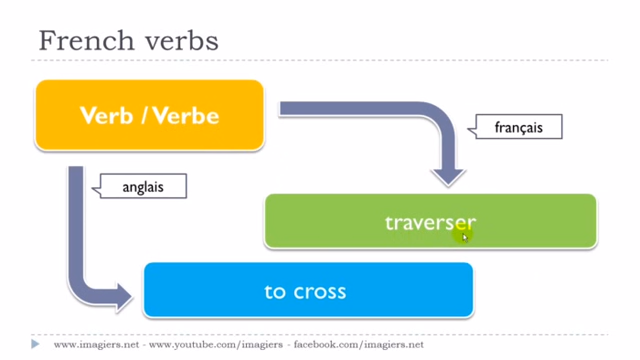 French verbs
Verb / Verbe
français
anglais
traverser
to cross
www.imagiers.net - www.youtube.com/imagiers - facebook.com/imagiers.net